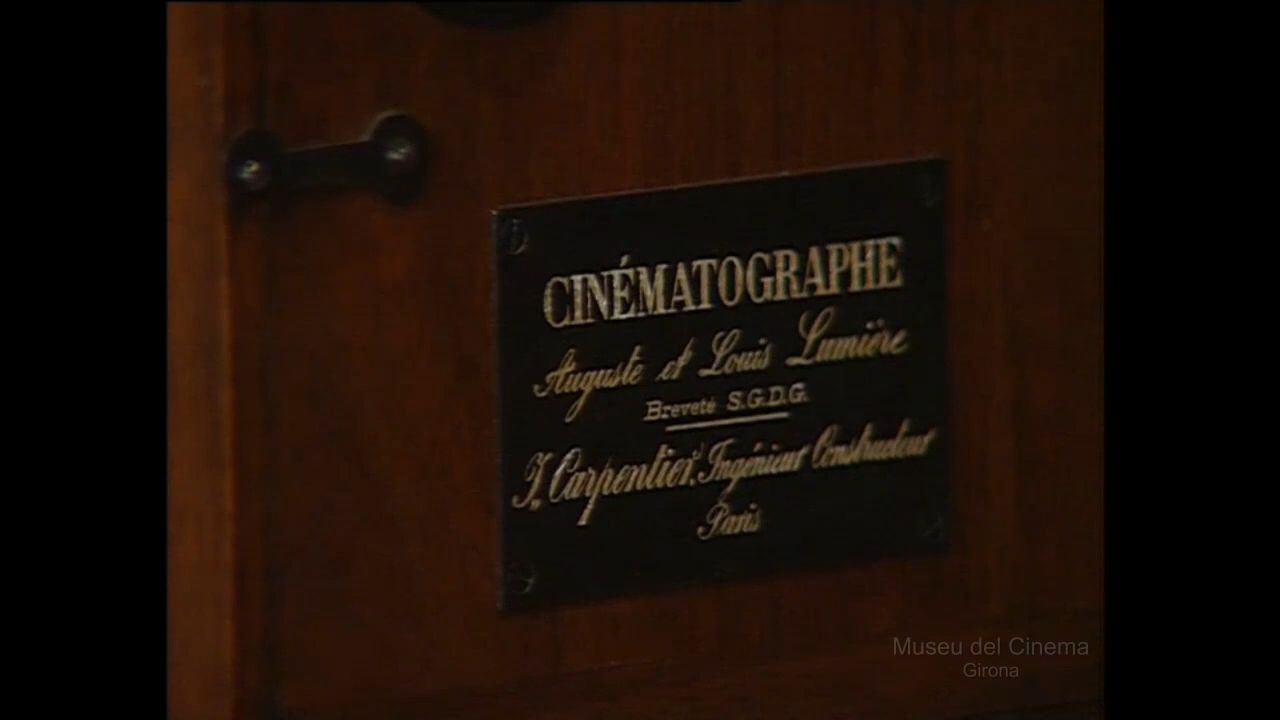 CINÉMATOGRAPHE
Auguste et Louis Lumière
Breveté S.G.D.G.
J. Carpentier, Ingénieur Constructeur
Paris
Museu del Cinema
Girona